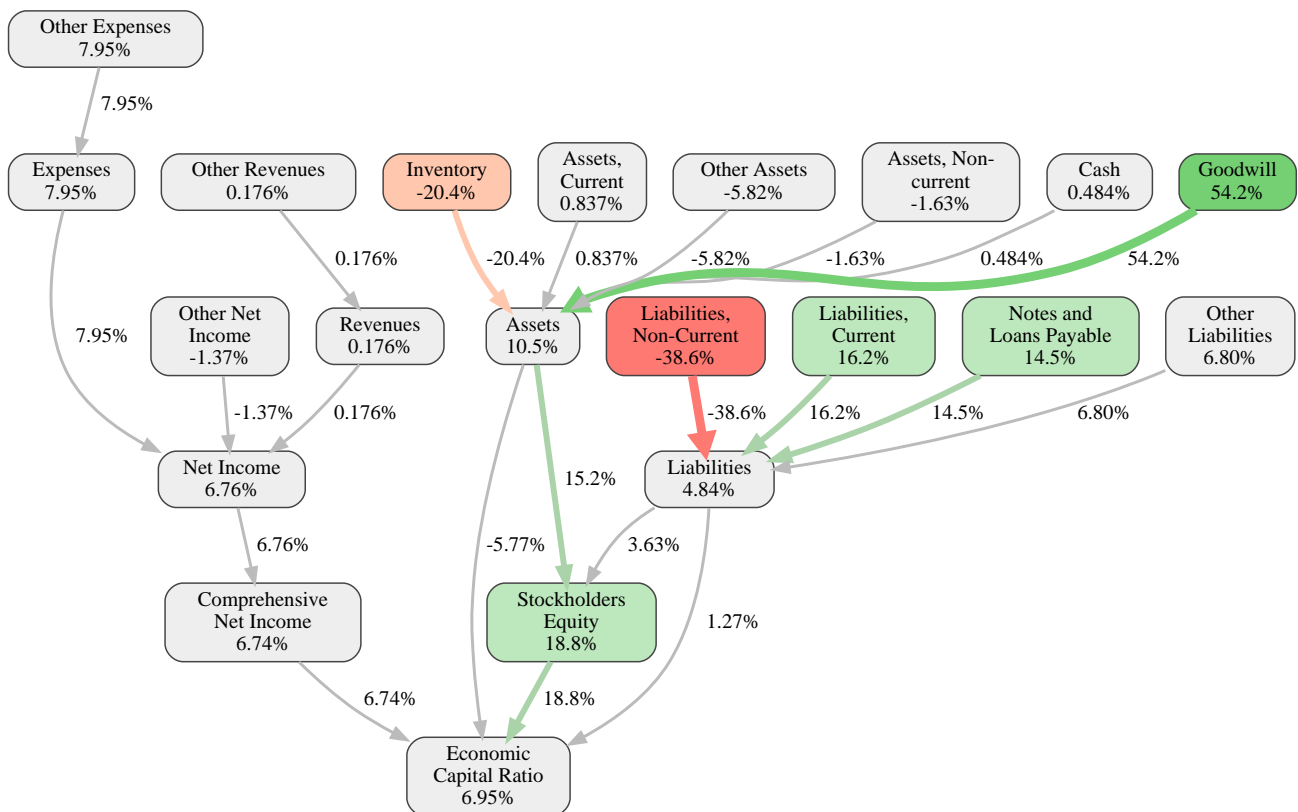 Other Expenses
7.95%
7.95%
Expenses
7.95%
Other Revenues
0.176%
Inventory
-20.4%
Assets,
Current
0.837%
Other Assets
-5.82%
Assets, Non-
current
-1.63%
Cash
0.484%
Goodwill
54.2%
0.176%
-20.4%
0.837%
-5.82%
-1.63%
0.484%
54.2%
7.95%
Other Net
Income
-1.37%
Revenues
0.176%
Assets
10.5%
Liabilities,
Non-Current
-38.6%
Liabilities,
Current
16.2%
Notes and
Loans Payable
14.5%
Other
Liabilities
6.80%
-1.37%
0.176%
-38.6%
16.2%
14.5%
6.80%
Net Income
6.76%
15.2%
Liabilities
4.84%
6.76%
-5.77%
3.63%
Comprehensive
Net Income
6.74%
Stockholders
Equity
18.8%
1.27%
6.74%
18.8%
Economic
Capital Ratio
6.95%